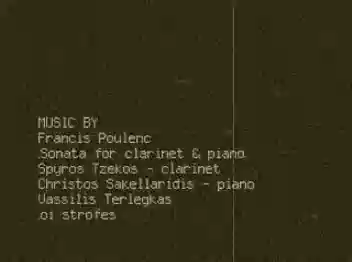 MUSIC BY
Francis Poulenc
Sonata for clarinet & piano
Spyros Tzekos - clarinet
Christos Sakellaridis - piano
Vassilis Terlegkas
.oi strofes